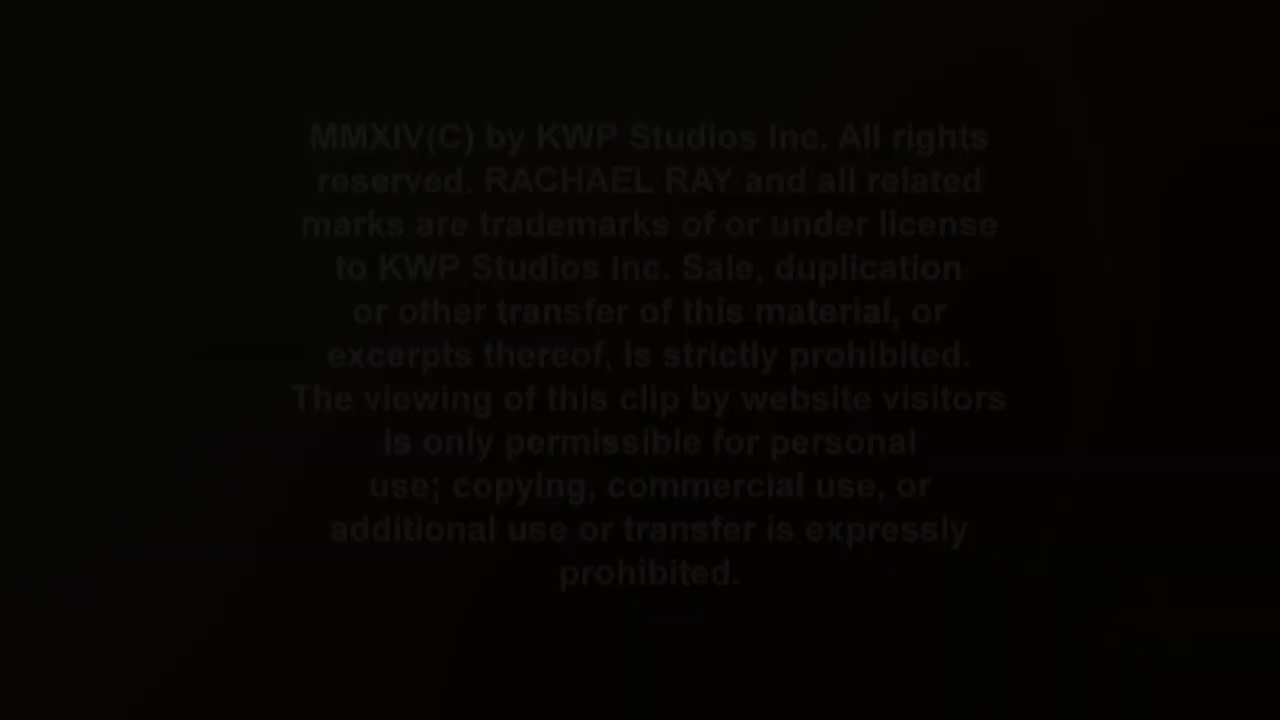 MMXIV(C) by KWP Studios Inc. All rights
reserved. RACHAEL RAY and all related
marks are trademarks of or under license
to KWP Studios Inc. Sale, duplication
or other transfer of this material, or
excerpts thereof, is strictly prohibited.
The viewing of this clip by website visitors
is only permissible for personal
use; copying, commercial use, or
additional use or transfer is expressly
prohibited.